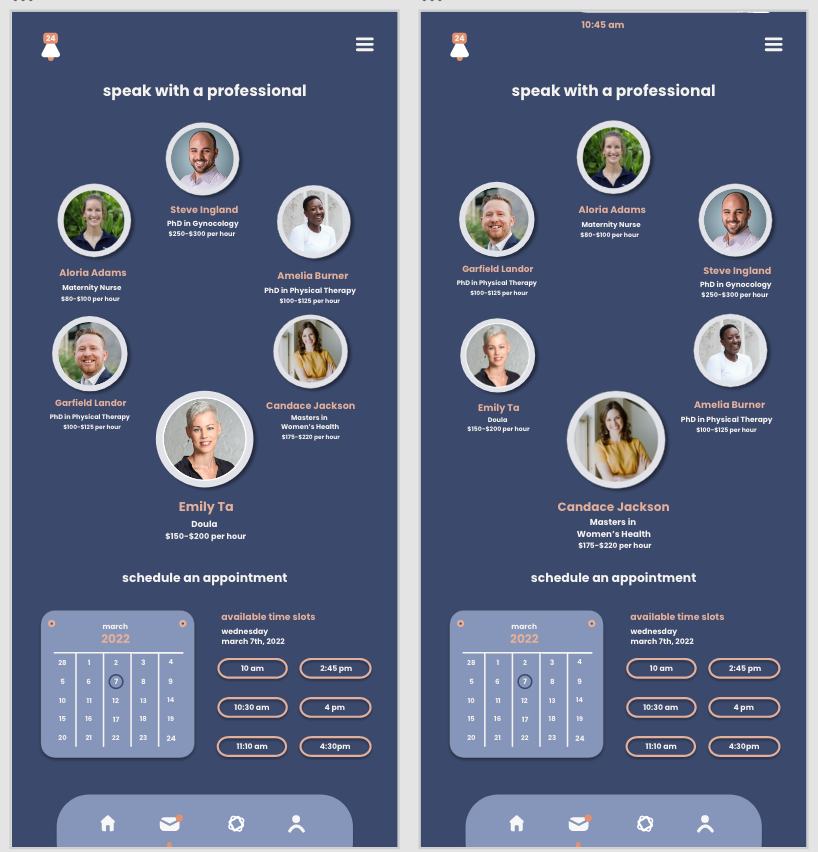 24
speak with a professional
Steve Ingland
PhD in Gynocology
$250-$300 per hour
Aloria Adams
Maternity Nurse
$80-$100 per hour
Amelia Burner
PhD in Physical Therapy
$100-$125 per hour
Garfield Landor
PhD in Physical Therapy
$100-$125 per hour
Candace Jackson
Masters in
Women's Health
$175-$220 per hour
Emily Ta
Doula
$150-$200 per hour
schedule an appointment
march
2022
28 1 2 3 4
5 6 7 8 9
10 11 12 13 14
15 16 17 18 19
20 21 22 23 24
available time slots
wednesday
march 7th, 2022
10 am 2:45 pm
10:30 am 4 pm
11:10 am 4:30pm
10:45 am
24
speak with a professional
Aloria Adams
Maternity Nurse
$80-$100 per hour
Garfield Landor
PhD in Physical Therapy
$100-$125 per hour
Steve Ingland
PhD in Gynocology
$250-$300 per hour
Emily Ta
Doula
$150-$200 per hour
Amelia Burner
PhD in Physical Therapy
$100-$125 per hour
Candace Jackson
Masters in
Women's Health
$175-$220 per hour
schedule an appointment
march
2022
28 1 2 3 4
5 6 7 8 9
10 11 12 13 14
15 16 17 18 19
20 21 22 23 24
available time slots
wednesday
march 7th, 2022
10 am 2:45 pm
10:30 am 4 pm
11:10 am 4:30pm